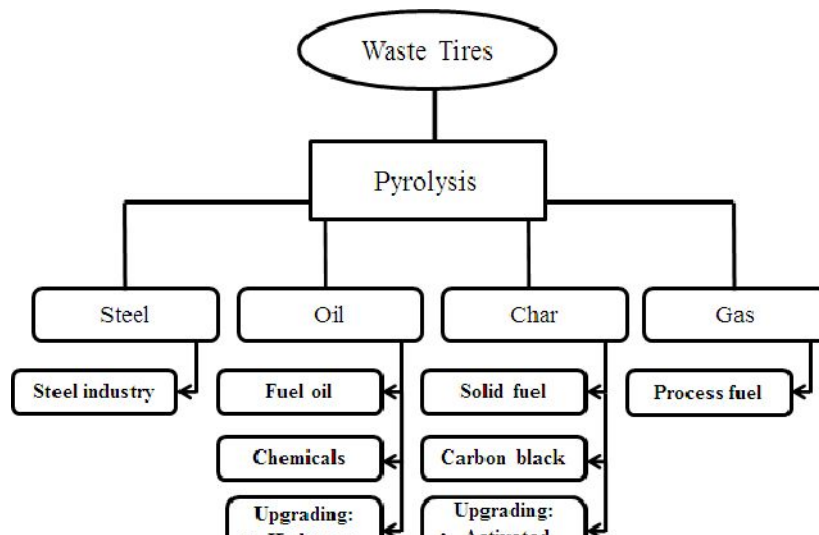 Waste Tires
Pyrolysis
Steel
Oil
Char
Gas
Steel industry
Fuel oil
Solid fuel
Process fuel
Chemicals
Carbon black
Upgrading:
Upgrading: